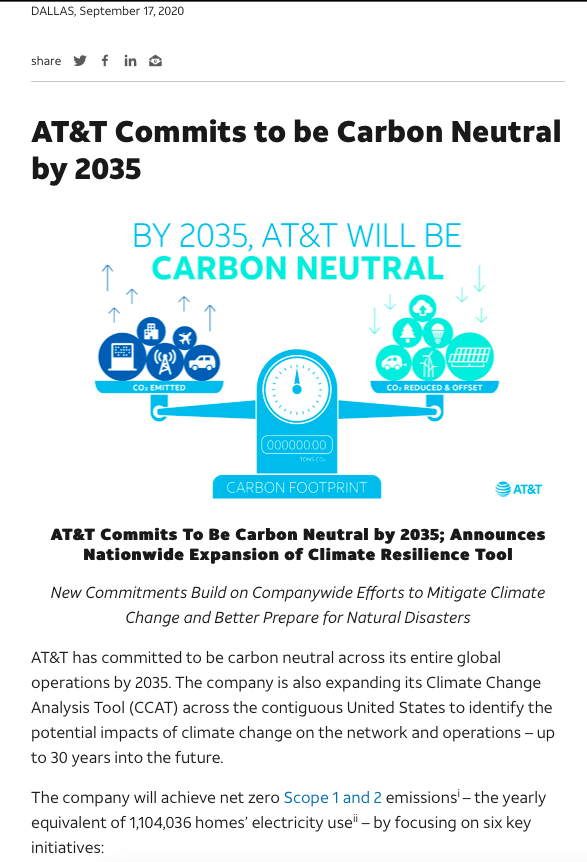 DALLAS, September 17, 2020
share
AT&T Commits to be Carbon Neutral
by 2035
BY 2035, AT&T WILL BE
CARBON NEUTRAL
CO₂ EMITTED
CO₂ REDUCED & OFFSET
000000.00
TONS CO₂
CARBON FOOTPRINT
AT&T
AT&T Commits To Be Carbon Neutral by 2035; Announces
Nationwide Expansion of Climate Resilience Tool
New Commitments Build on Companywide Efforts to Mitigate Climate
Change and Better Prepare for Natural Disasters
AT&T has committed to be carbon neutral across its entire global
operations by 2035. The company is also expanding its Climate Change
Analysis Tool (CCAT) across the contiguous United States to identify the
potential impacts of climate change on the network and operations – up
to 30 years into the future.
The company will achieve net zero Scope 1 and 2 emissionsⁱ – the yearly
equivalent of 1,104,036 homes’ electricity useⁱⁱ – by focusing on six key
initiatives: